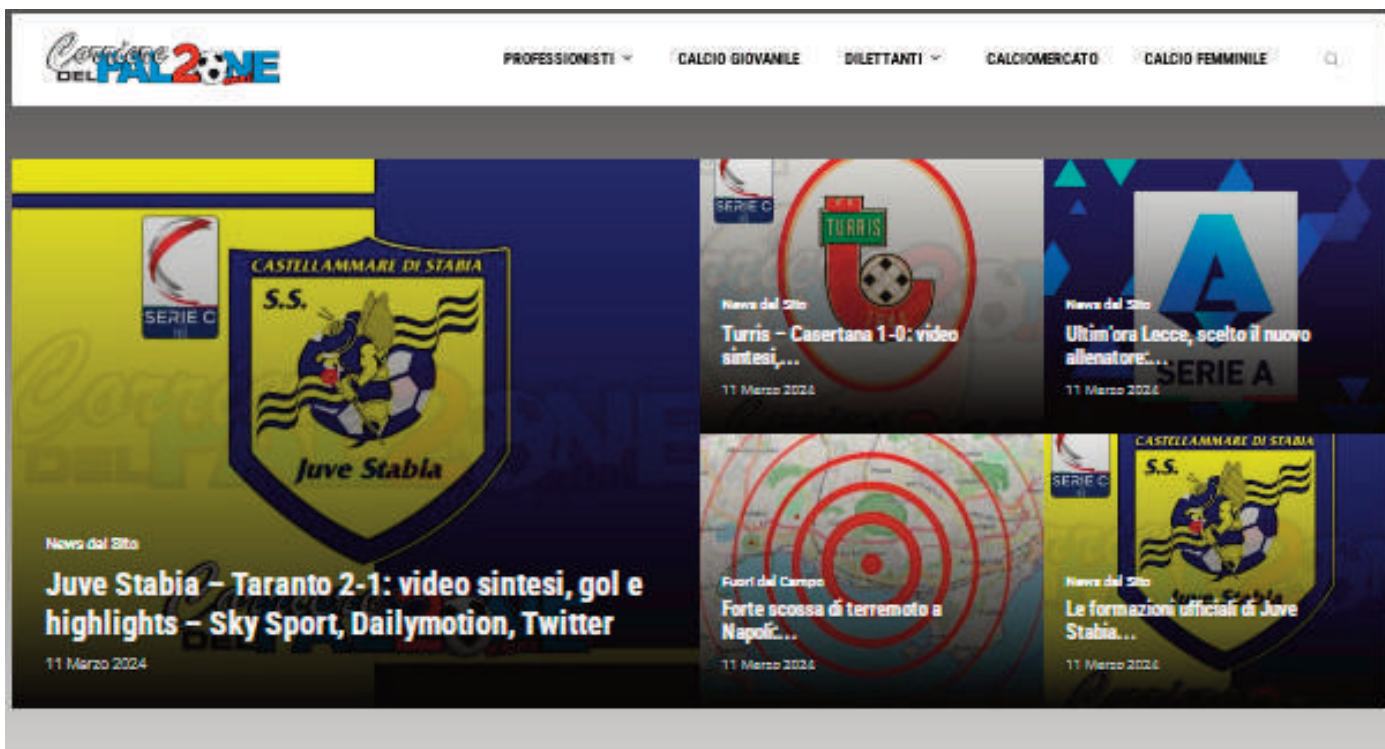 Corriere
DEL PAL2ONE
PROFESSIONISTI
CALCIO GIOVANILE
DILETTANTI
CALCIOMERCATO
CALCIO FEMMINILE
SERIE C
CASTELLAMMARE DI STABIA
S.S.
Juve Stabia
News dal Sito
Juve Stabia – Taranto 2-1: video sintesi, gol e
highlights – Sky Sport, Dailymotion, Twitter
11 Marzo 2024
SERIE C
TURRIS
News dal Sito
Turris – Casertana 1-0: video
sintesi,...
11 Marzo 2024
SERIE A
News dal Sito
Ultim'ora Lecce, scelto il nuovo
allenatore:...
11 Marzo 2024
Fuori dal Campo
Forte scossa di terremoto a
Napoli:...
11 Marzo 2024
CASTELLAMMARE DI STABIA
S.S.
SERIE C
Juve Stabia
News dal Sito
Le formazioni ufficiali di Juve
Stabia...
11 Marzo 2024